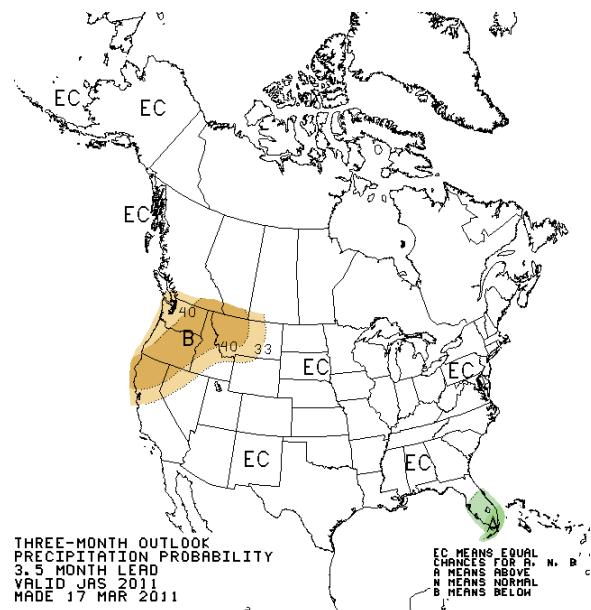 EC
EC
EC
40
B
40
33
EC
EC
EC
EC
A
THREE-MONTH OUTLOOK
PRECIPITATION PROBABILITY
3.5 MONTH LEAD
VALID JAS 2011
MADE 17 MAR 2011
EC MEANS EQUAL
CHANCES FOR A, N, B
A MEANS ABOVE
N MEANS NORMAL
B MEANS BELOW